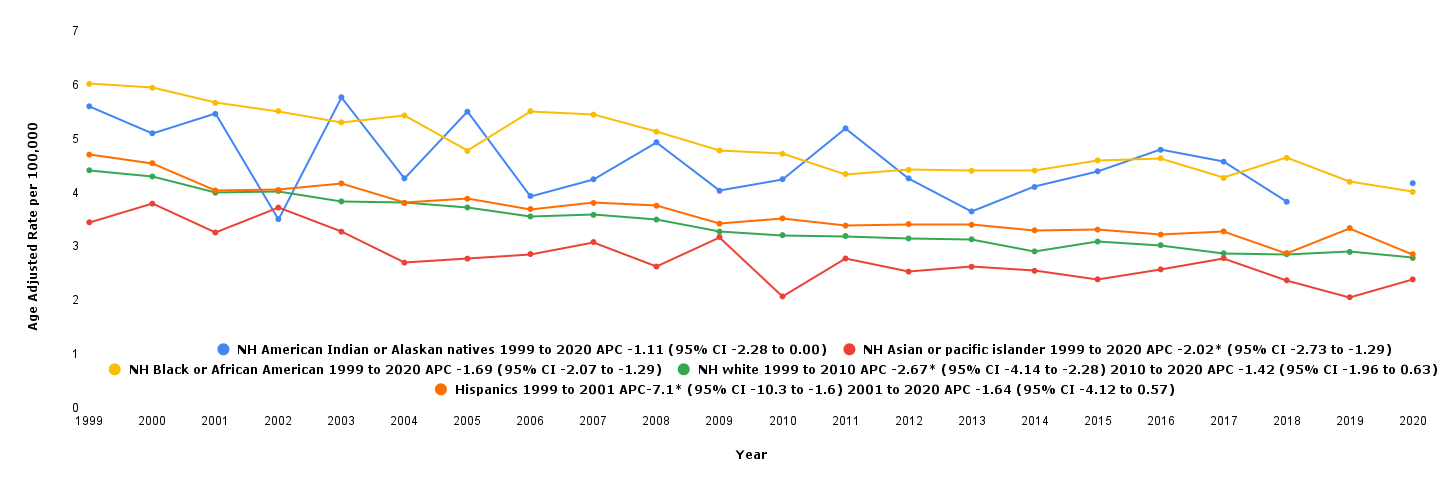 7
6
5
4
3
2
1
0
Age Adjusted Rate per 100,000
NH American Indian or Alaskan natives 1999 to 2020 APC -1.11 (95% CI -2.28 to 0.00) NH Asian or pacific islander 1999 to 2020 APC -2.02* (95% CI -2.73 to -1.29)
NH Black or African American 1999 to 2020 APC -1.69 (95% CI -2.07 to -1.29) NH white 1999 to 2010 APC -2.67* (95% CI -4.14 to -2.28) 2010 to 2020 APC -1.42 (95% CI -1.96 to 0.63)
Hispanics 1999 to 2001 APC-7.1* (95% CI -10.3 to -1.6) 2001 to 2020 APC -1.64 (95% CI -4.12 to 0.57)
1999 2000 2001 2002 2003 2004 2005 2006 2007 2008 2009 2010 2011 2012 2013 2014 2015 2016 2017 2018 2019 2020
Year